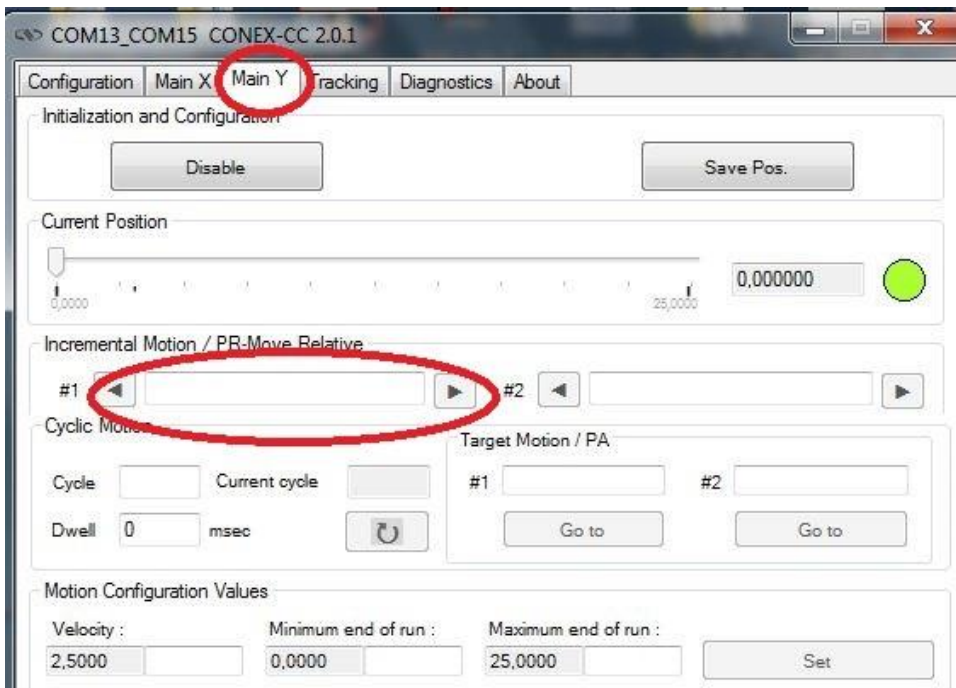 COM13_COM15 CONEX-CC 2.0.1
Configuration Main X Main Y Tracking Diagnostics About
Initialization and Configuration
Disable Save Pos.
Current Position
0,000000
0,0000 25,0000
Incremental Motion / PR-Move Relative
#1 #2
Cyclic Motion
Target Motion / PA
Cycle Current cycle #1 #2
Dwell 0 msec Go to Go to
Motion Configuration Values
Velocity : Minimum end of run : Maximum end of run :
2,5000 0,0000 25,0000 Set